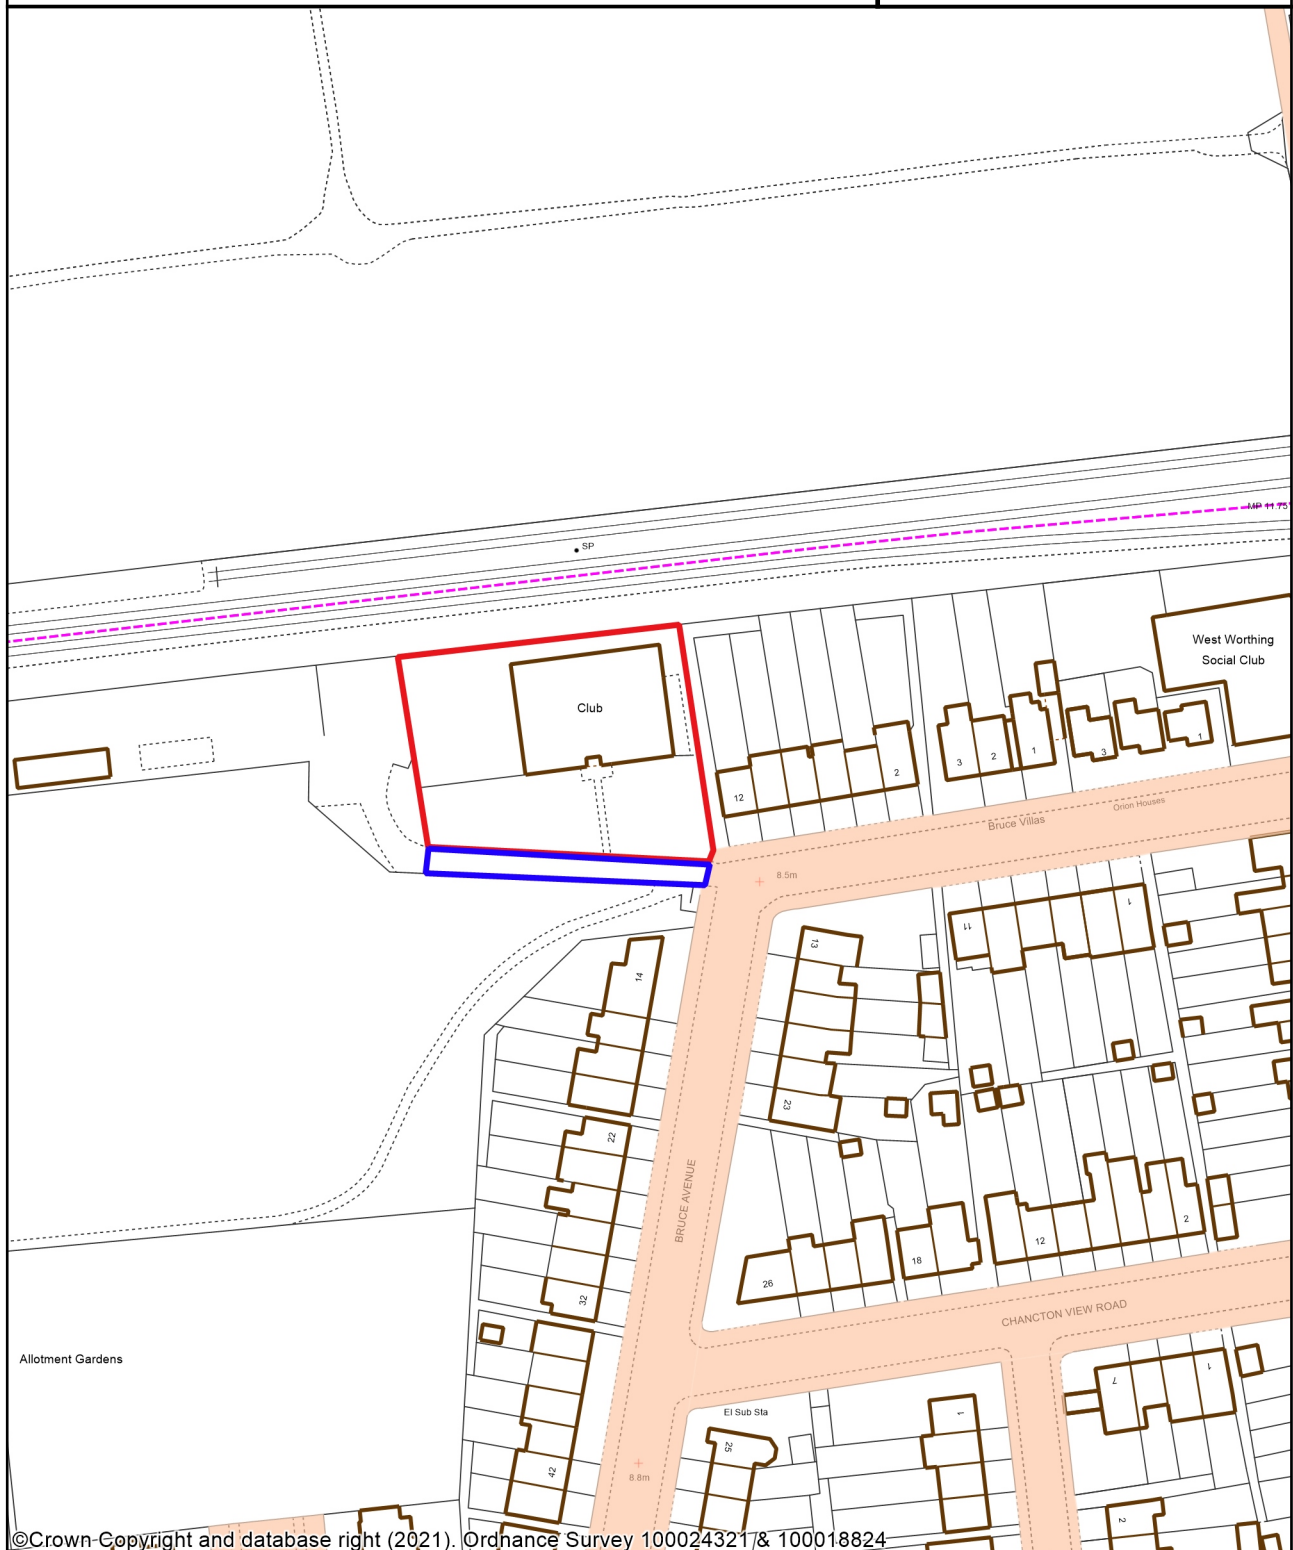 MP 11.75
SP
West Worthing
Social Club
Club
3
2
1
3
1
2
12
Orion Houses
Bruce Villas
8.5m
11
1
13
14
23
22
BRUCE AVENUE
2
12
18
26
32
CHANCTON VIEW ROAD
Allotment Gardens
7
1
El Sub Sta
1
25
42
8.8m
2
©Crown Copyright and database right (2021). Ordnance Survey 100024321 & 100018824